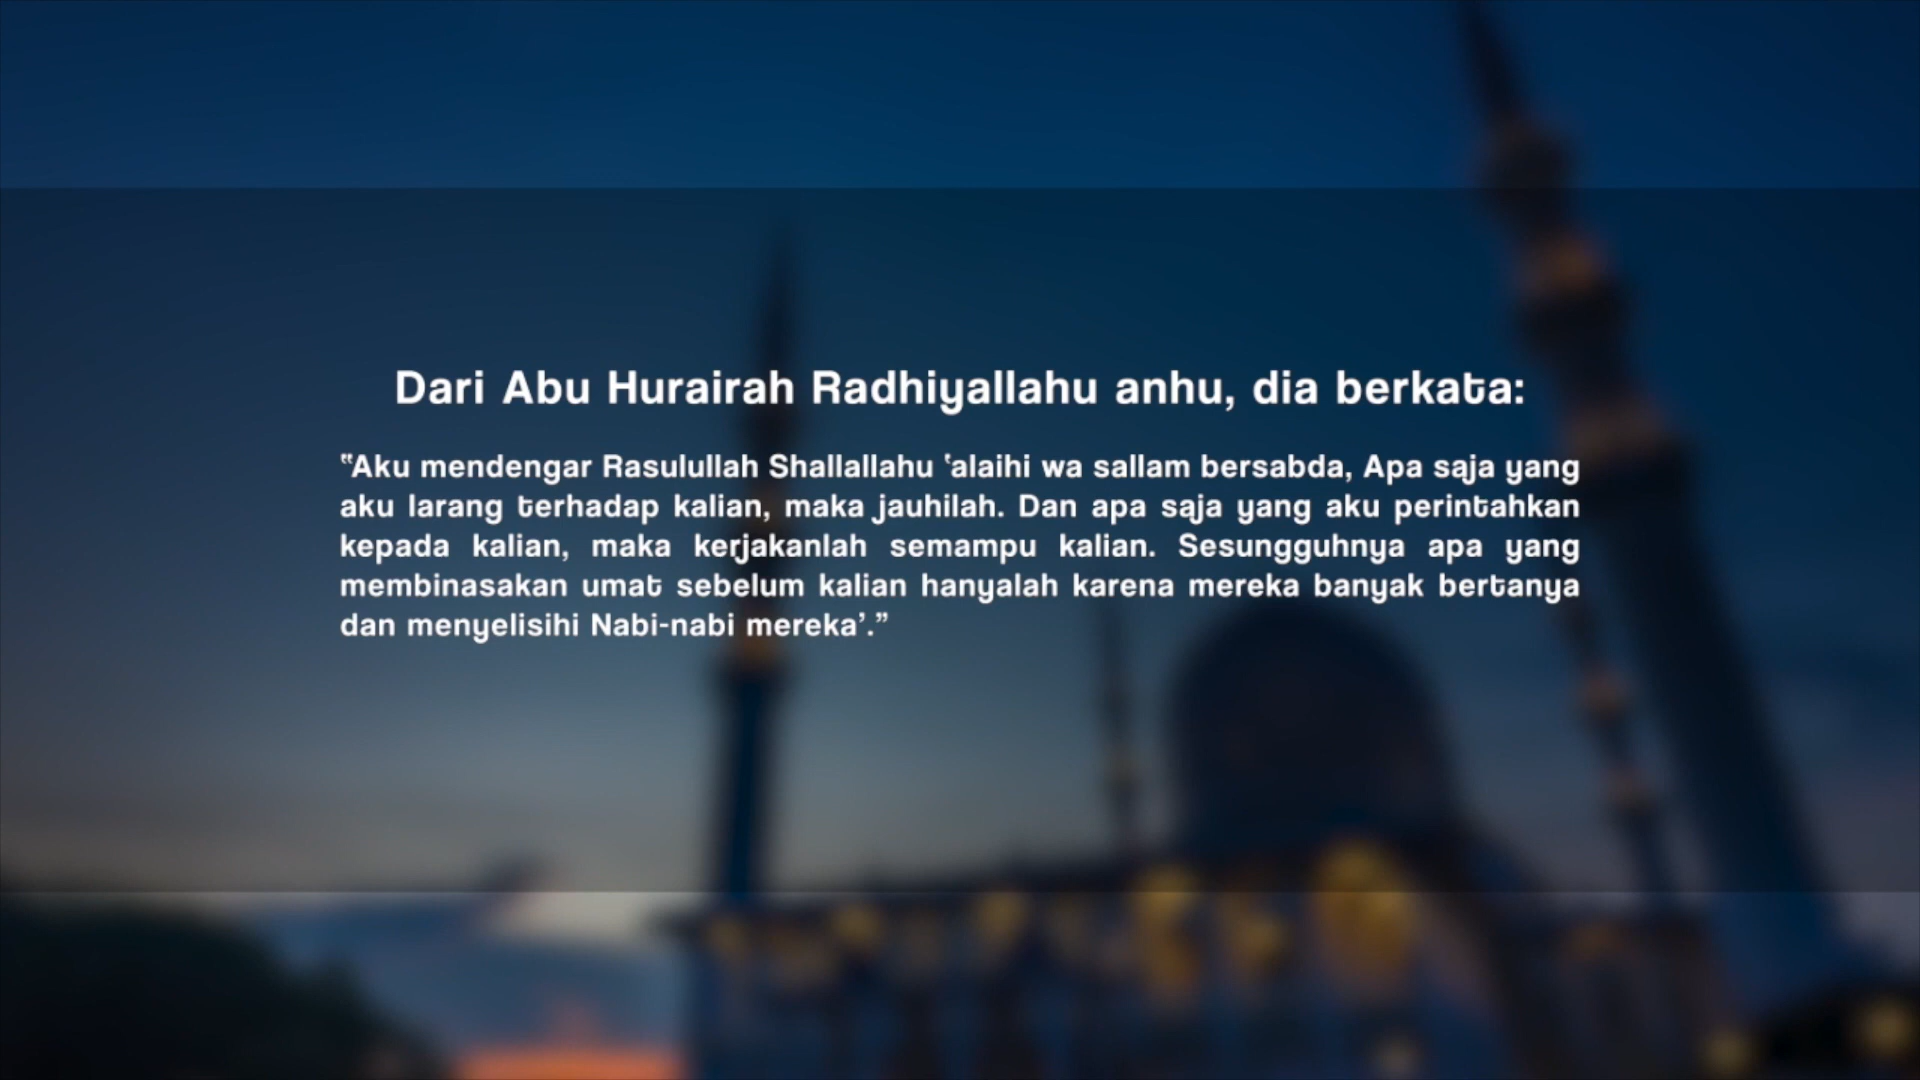 Dari Abu Hurairah Radhiyallahu anhu, dia berkata:
“Aku mendengar Rasulullah Shallallahu ‘alaihi wa sallam bersabda, Apa saja yang
aku larang terhadap kalian, maka jauhilah. Dan apa saja yang aku perintahkan
kepada kalian, maka kerjakanlah semampu kalian. Sesungguhnya apa yang
membinasakan umat sebelum kalian hanyalah karena mereka banyak bertanya
dan menyelisihi Nabi-nabi mereka’.”